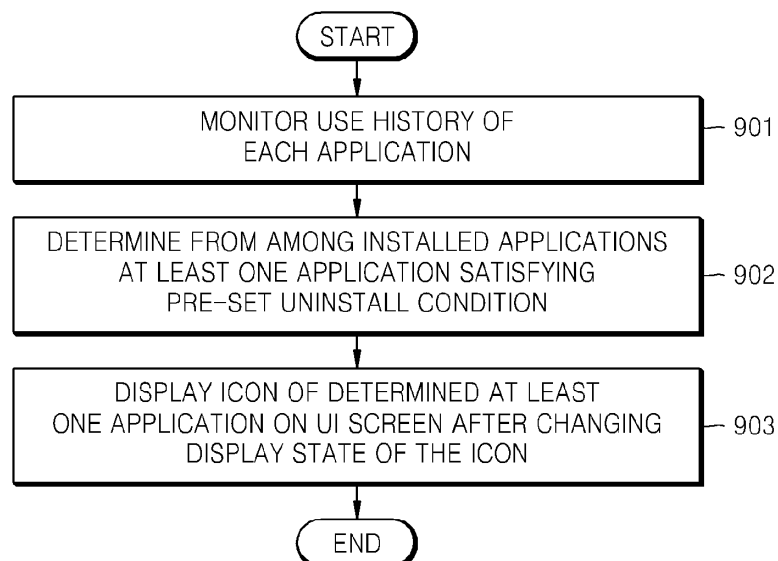 START
MONITOR USE HISTORY OF
EACH APPLICATION
901
DETERMINE FROM AMONG INSTALLED APPLICATIONS
AT LEAST ONE APPLICATION SATISFYING
PRE-SET UNINSTALL CONDITION
902
DISPLAY ICON OF DETERMINED AT LEAST
ONE APPLICATION ON UI SCREEN AFTER CHANGING
DISPLAY STATE OF THE ICON
903
END